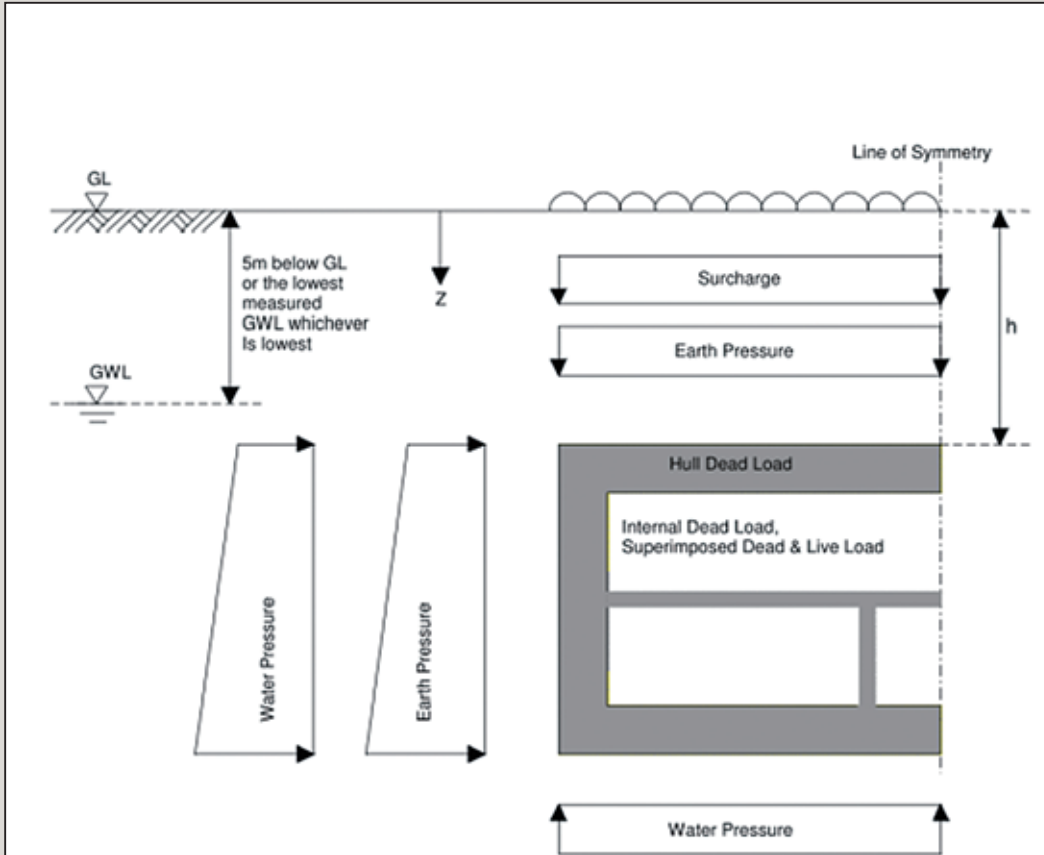 Line of Symmetry
GL
5m below GL
or the lowest
measured
GWL whichever
Is lowest
Z
Surcharge
h
Earth Pressure
GWL
Hull Dead Load
Internal Dead Load,
Superimposed Dead & Live Load
Water Pressure
Earth Pressure
Water Pressure